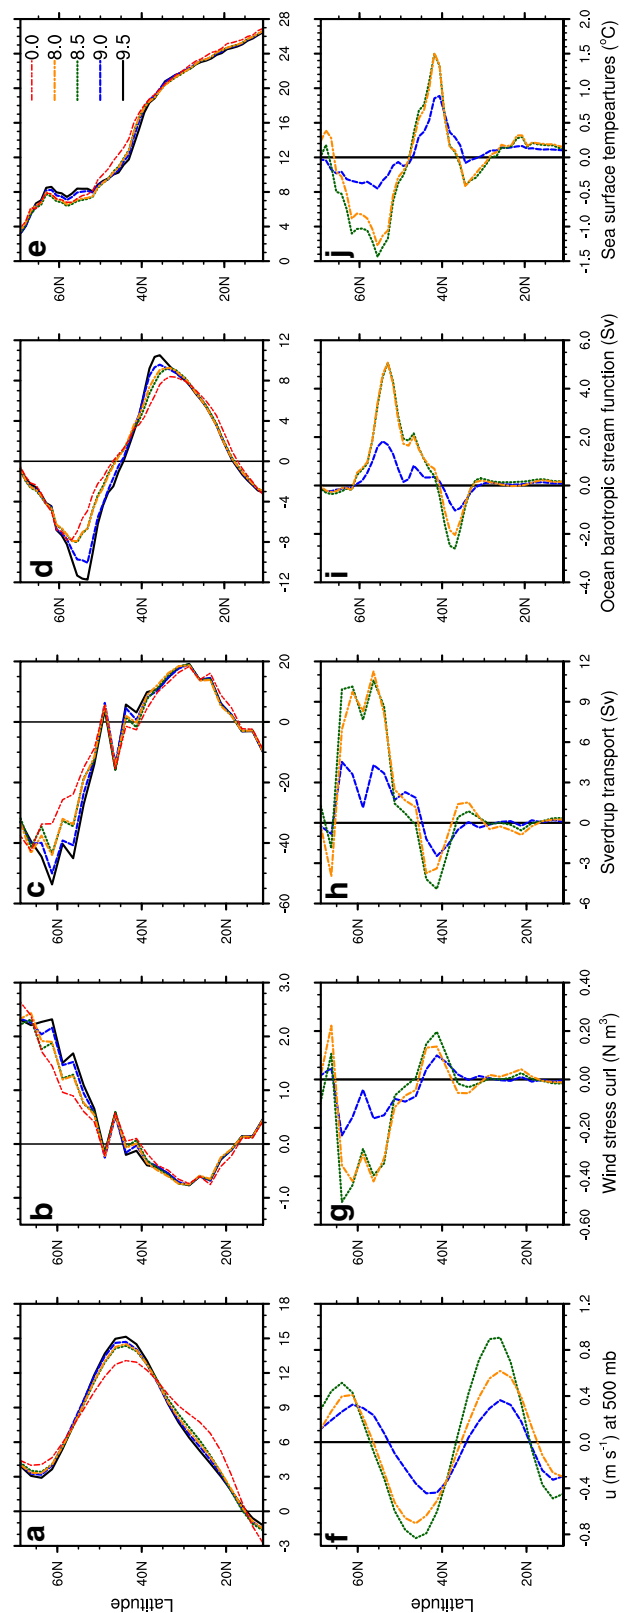 Latitude
60N
40N
20N
a
-3 0 3 6 9 12 15 18
60N
40N
20N
b
-1.0 0.0 1.0 2.0 3.0
60N
40N
20N
c
-60 -40 -20 0 20
60N
40N
20N
d
-12 -8 -4 0 4 8 12
60N
40N
20N
e
0.0
8.0
8.5
9.0
9.5
0 4 8 12 16 20 24 28
Latitude
60N
40N
20N
f
-0.8 -0.4 0.0 0.4 0.8 1.2
u (m s⁻¹) at 500 mb
60N
40N
20N
g
-0.60 -0.40 -0.20 0.00 0.20 0.40
Wind stress curl (N m³)
60N
40N
20N
h
-6 -3 0 3 6 9 12
Sverdrup transport (Sv)
60N
40N
20N
i
-4.0 -2.0 0.0 2.0 4.0 6.0
Ocean barotropic stream function (Sv)
60N
40N
20N
j
-1.5 -1.0 -0.5 0.0 0.5 1.0 1.5 2.0
Sea surface tempeartures (°C)